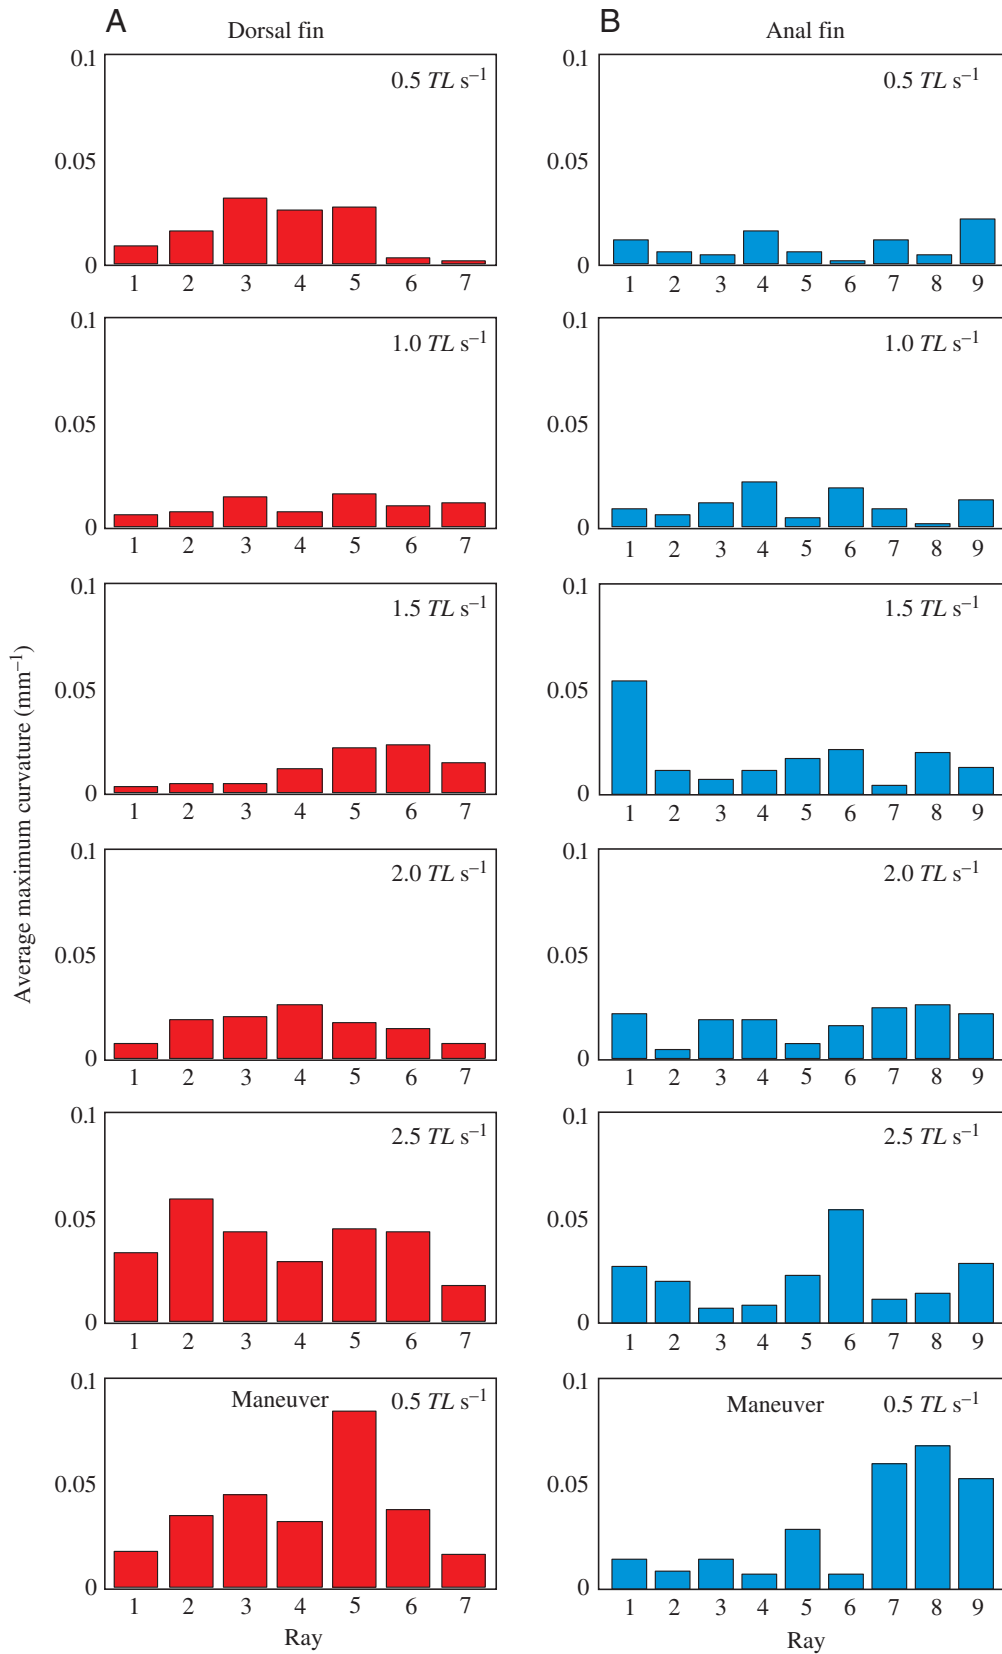 A
B
Dorsal fin
Anal fin
Average maximum curvature (mm⁻¹)
0.1
0.5 TL s⁻¹
0.05
0
1 2 3 4 5 6 7
0.5 TL s⁻¹
1 2 3 4 5 6 7 8 9
0.1
1.0 TL s⁻¹
0.05
0
1 2 3 4 5 6 7
0.1
1.0 TL s⁻¹
0.05
0
1 2 3 4 5 6 7 8 9
0.1
1.5 TL s⁻¹
0.05
0
1 2 3 4 5 6 7
0.1
1.5 TL s⁻¹
0.05
0
1 2 3 4 5 6 7 8 9
0.1
2.0 TL s⁻¹
0.05
0
1 2 3 4 5 6 7
0.1
2.0 TL s⁻¹
0.05
0
1 2 3 4 5 6 7 8 9
0.1
2.5 TL s⁻¹
0.05
0
1 2 3 4 5 6 7
0.1
2.5 TL s⁻¹
0.05
0
1 2 3 4 5 6 7 8 9
0.1
Maneuver 0.5 TL s⁻¹
0.05
0
1 2 3 4 5 6 7
Ray
0.1
Maneuver 0.5 TL s⁻¹
0.05
0
1 2 3 4 5 6 7 8 9
Ray
0.1
0.05
0